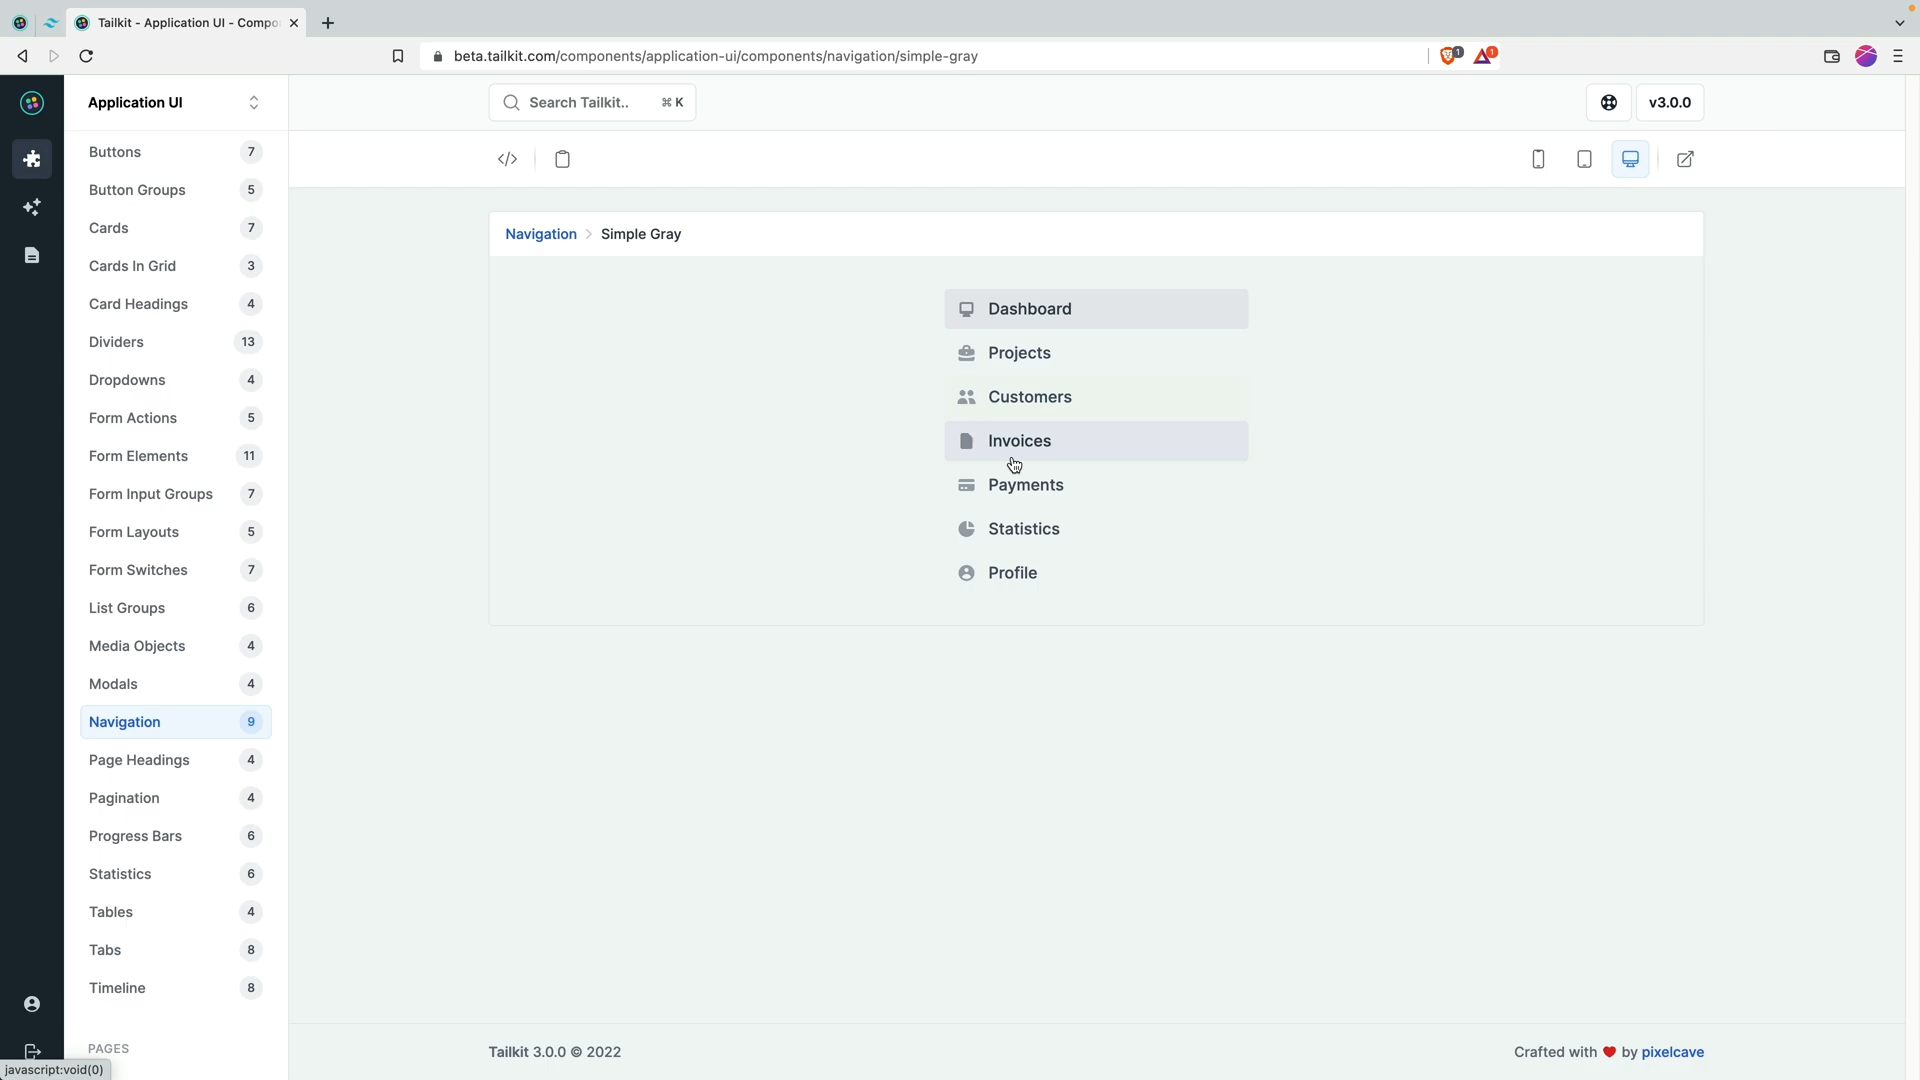 Tailkit - Application UI - Compo
beta.tailkit.com/components/application-ui/components/navigation/simple-gray
1
1
Application UI
Search Tailkit..
⌘ K
v3.0.0
Buttons 7
Button Groups 5
Cards 7
Cards In Grid 3
Card Headings 4
Dividers 13
Dropdowns 4
Form Actions 5
Form Elements 11
Form Input Groups 7
Form Layouts 5
Form Switches 7
List Groups 6
Media Objects 4
Modals 4
Navigation 9
Page Headings 4
Pagination 4
Progress Bars 6
Statistics 6
Tables 4
Tabs 8
Timeline 8
PAGES
Navigation > Simple Gray
Dashboard
Projects
Customers
Invoices
Payments
Statistics
Profile
Tailkit 3.0.0 © 2022
Crafted with ❤ by pixelcave
javascript:void(0)